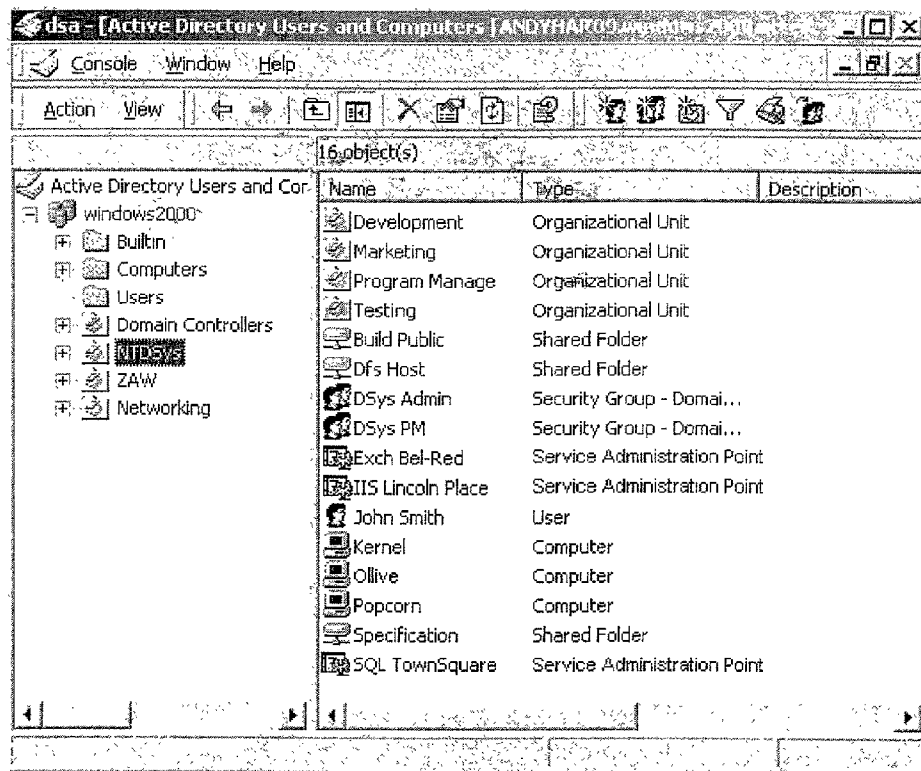 dsa - [Active Directory Users and Computers [ANDYHAR09.
Console Window Help
Action View
16 object(s)
Active Directory Users and Cor
Name Type Description
windows2000
Builtin
Computers
Users
Domain Controllers
NTDSys
ZAW
Networking
Development Organizational Unit
Marketing Organizational Unit
Program Manage Organizational Unit
Testing Organizational Unit
Build Public Shared Folder
Dfs Host Shared Folder
DSys Admin Security Group - Domai...
DSys PM Security Group - Domai...
Exch Bel-Red Service Administration Point
IIS Lincoln Place Service Administration Point
John Smith User
Kernel Computer
Ollive Computer
Popcorn Computer
Specification Shared Folder
SQL TownSquare Service Administration Point